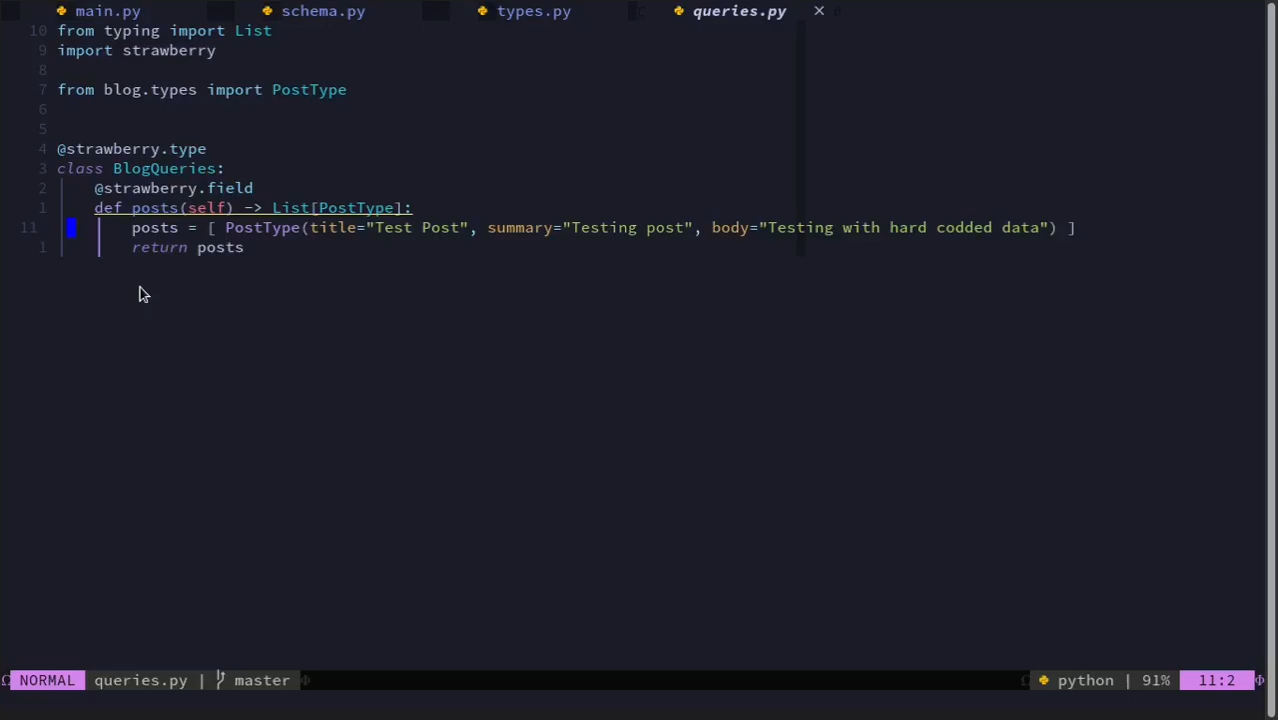 main.py schema.py types.py queries.py ×
10 from typing import List
9 import strawberry
8
7 from blog.types import PostType
6
5
4 @strawberry.type
3 class BlogQueries:
2 @strawberry.field
1 def posts(self) -> List[PostType]:
11 posts = [ PostType(title="Test Post", summary="Testing post", body="Testing with hard codded data") ]
1 return posts
NORMAL queries.py | master python | 91% 11:2